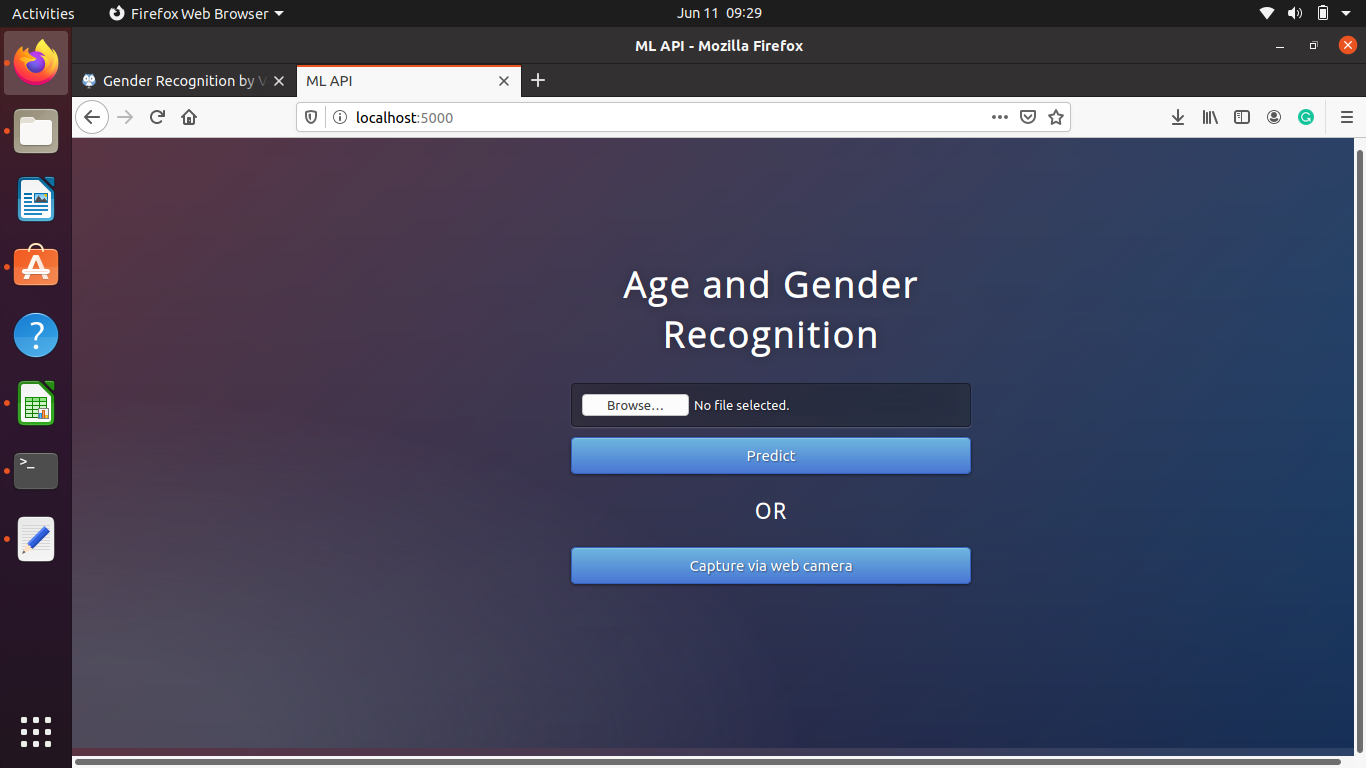 Activities
Firefox Web Browser
Jun 11 09:29
ML API - Mozilla Firefox
Gender Recognition by V
ML API
localhost:5000
Age and Gender
Recognition
Browse…
No file selected.
Predict
OR
Capture via web camera